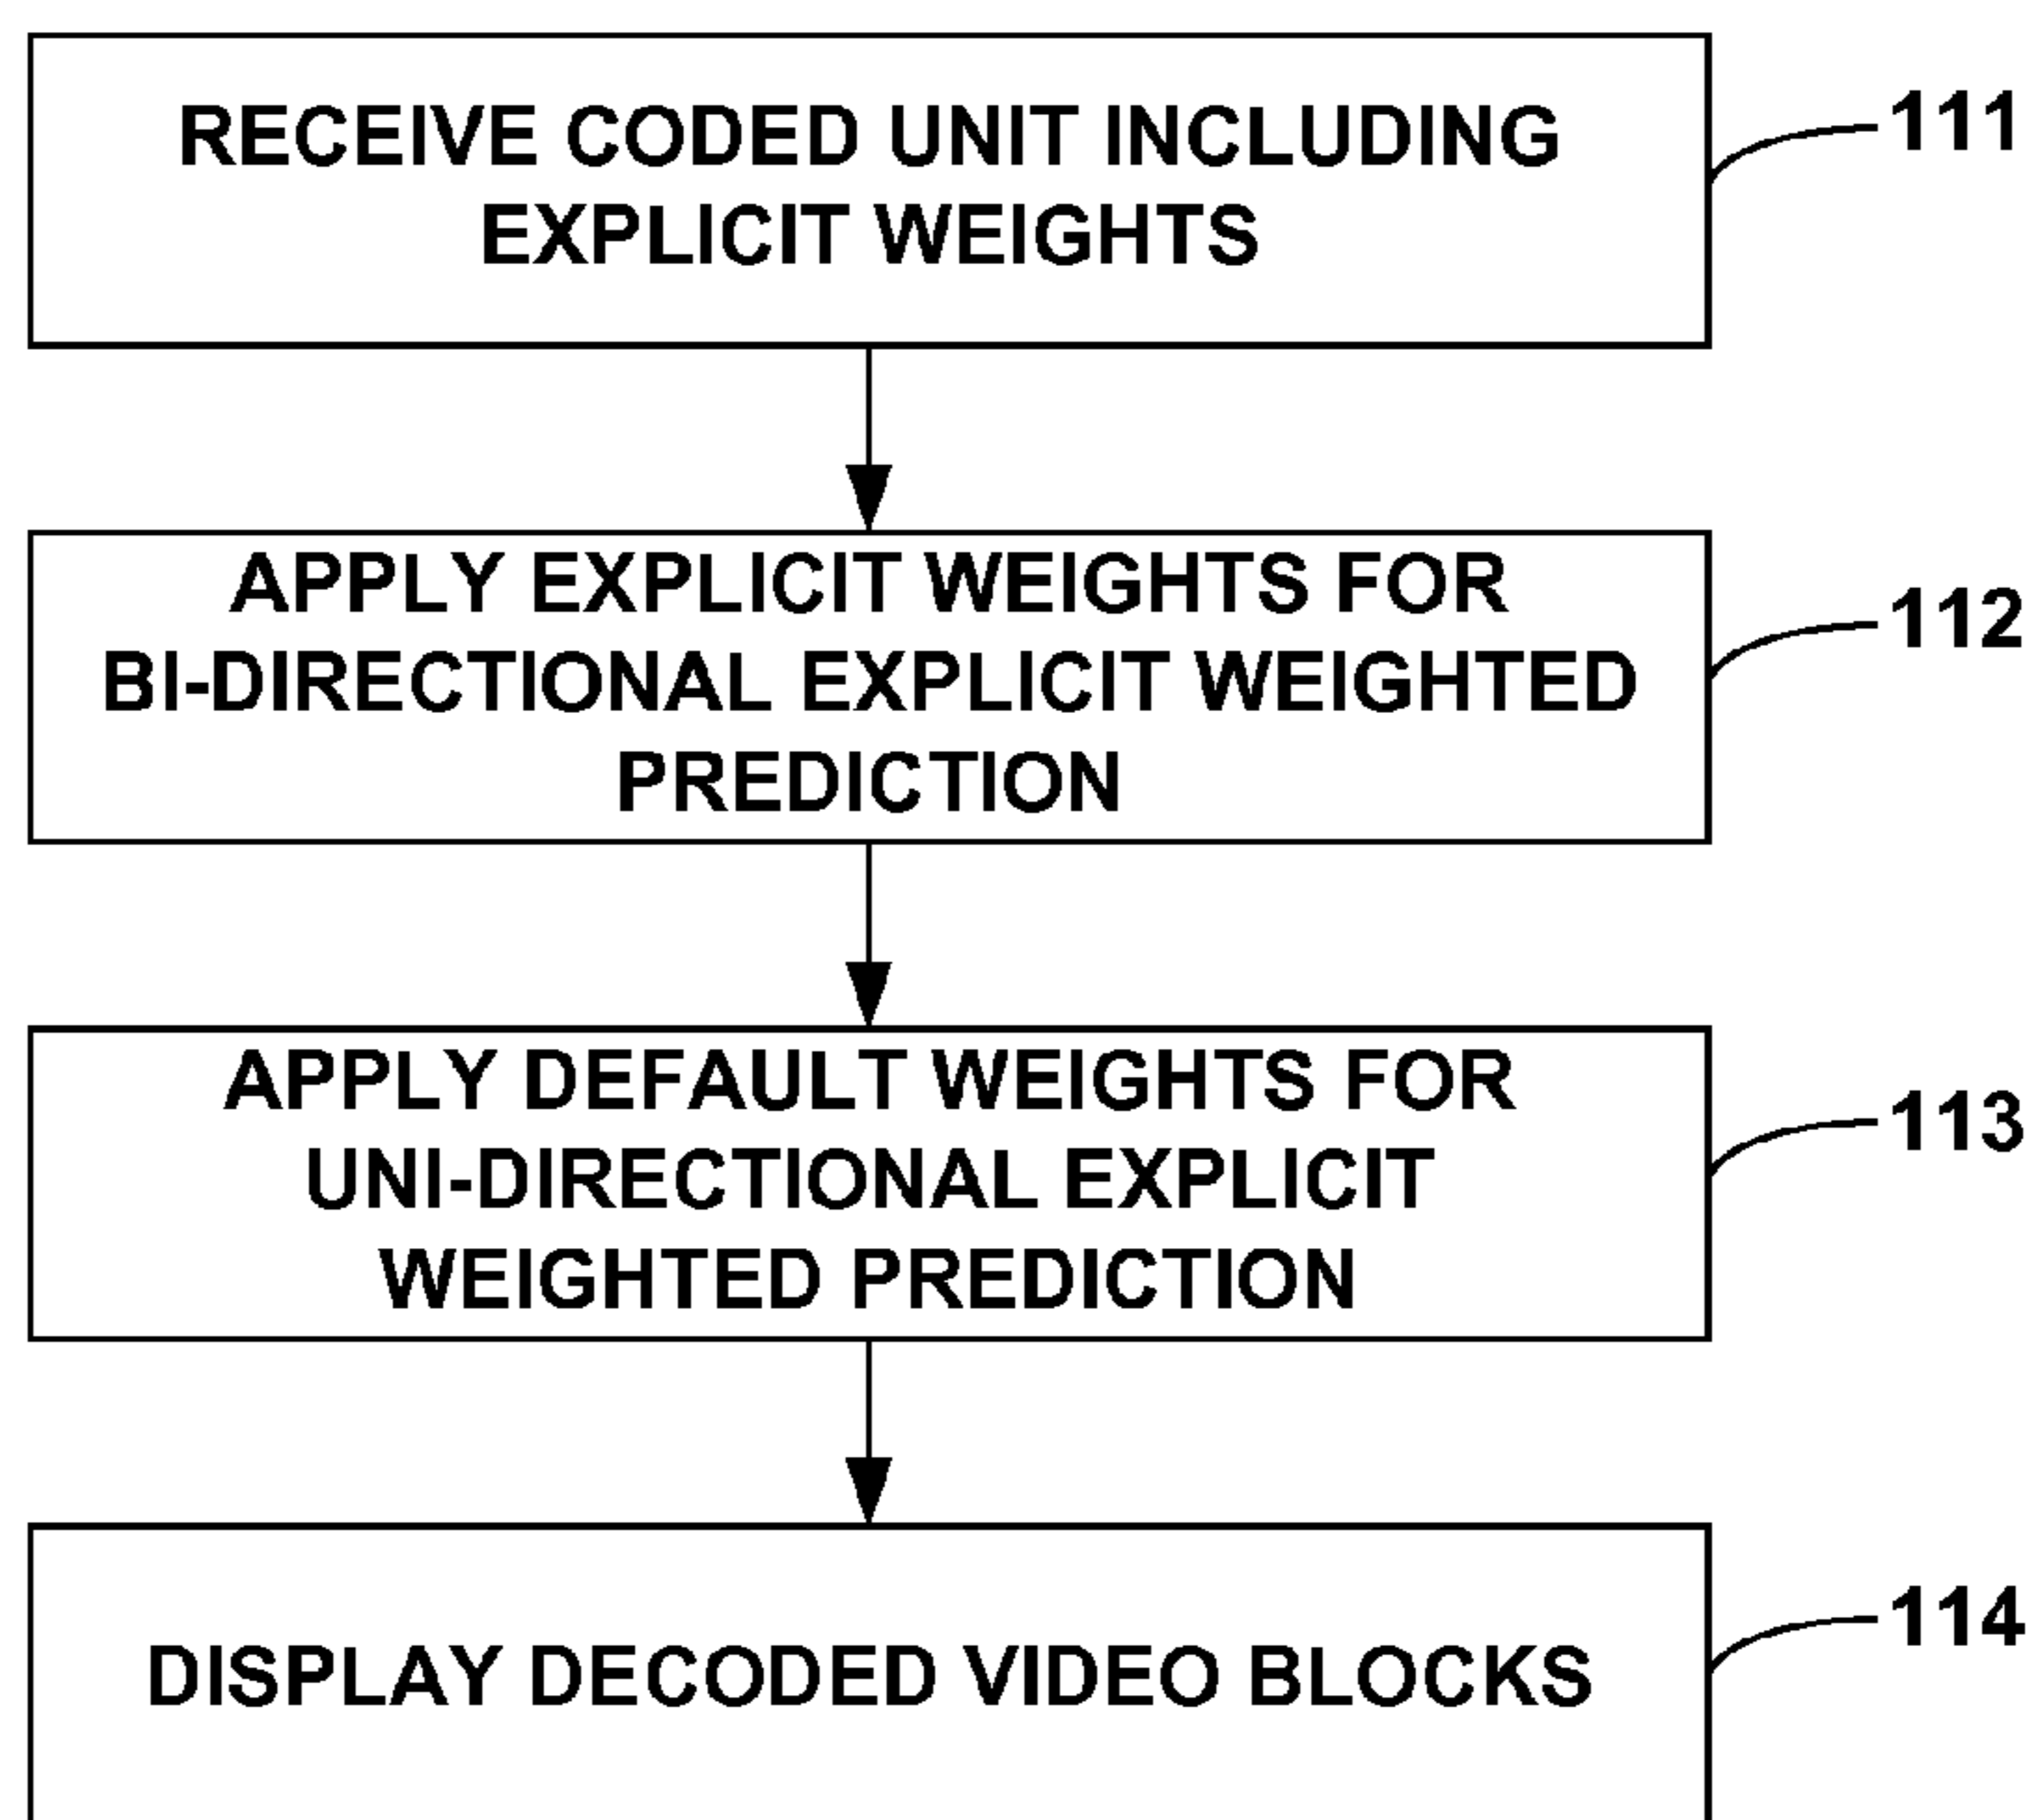 RECEIVE CODED UNIT INCLUDING
EXPLICIT WEIGHTS
111
APPLY EXPLICIT WEIGHTS FOR
BI-DIRECTIONAL EXPLICIT WEIGHTED
PREDICTION
112
APPLY DEFAULT WEIGHTS FOR
UNI-DIRECTIONAL EXPLICIT
WEIGHTED PREDICTION
113
DISPLAY DECODED VIDEO BLOCKS
114